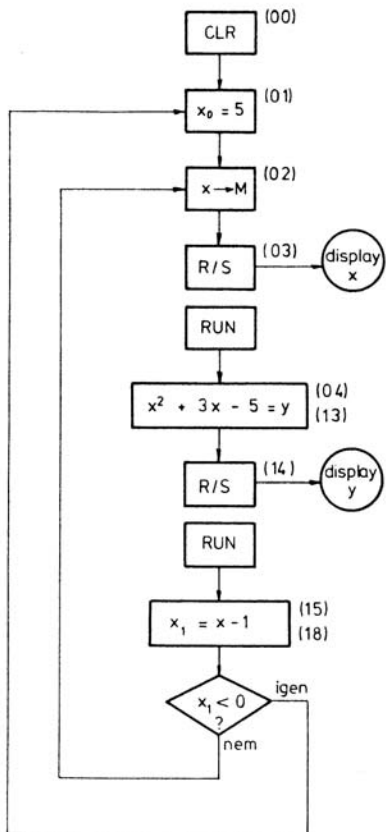 CLR (00)
x₀ = 5 (01)
x → M (02)
R/S (03) display
x
RUN
x² + 3x - 5 = y (04)
(13)
R/S (14) display
y
RUN
x₁ = x - 1 (15)
(18)
x₁ < 0 igen
?
nem